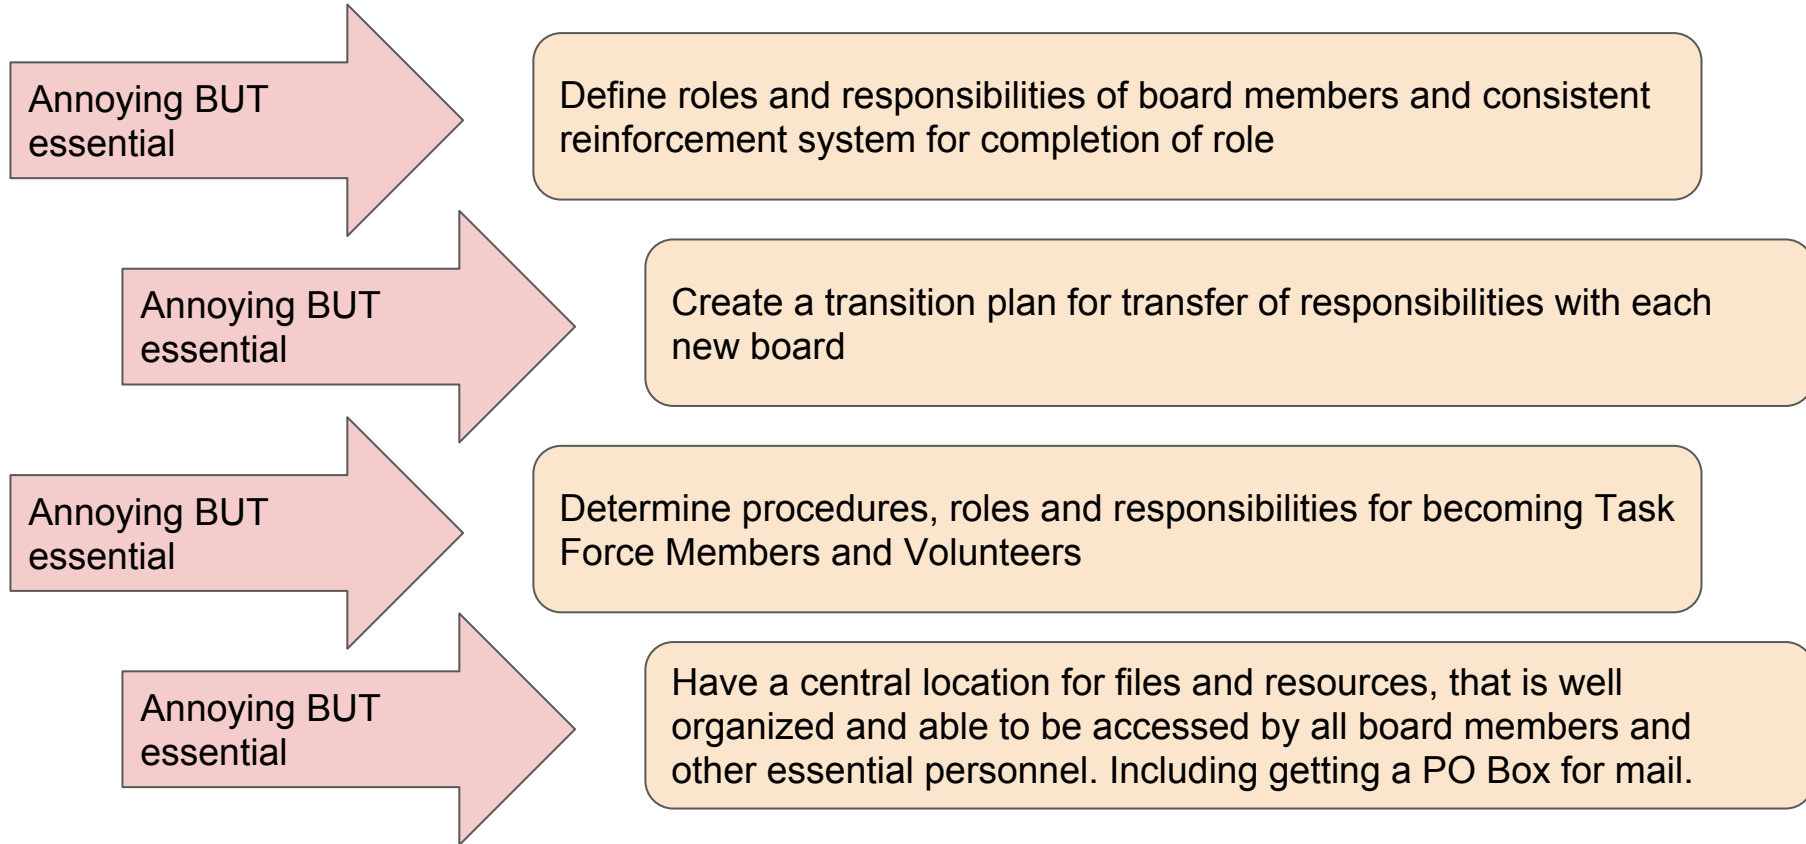 Annoying BUT
essential
Define roles and responsibilities of board members and consistent
reinforcement system for completion of role
Annoying BUT
essential
Create a transition plan for transfer of responsibilities with each
new board
Annoying BUT
essential
Determine procedures, roles and responsibilities for becoming Task
Force Members and Volunteers
Annoying BUT
essential
Have a central location for files and resources, that is well
organized and able to be accessed by all board members and
other essential personnel. Including getting a PO Box for mail.